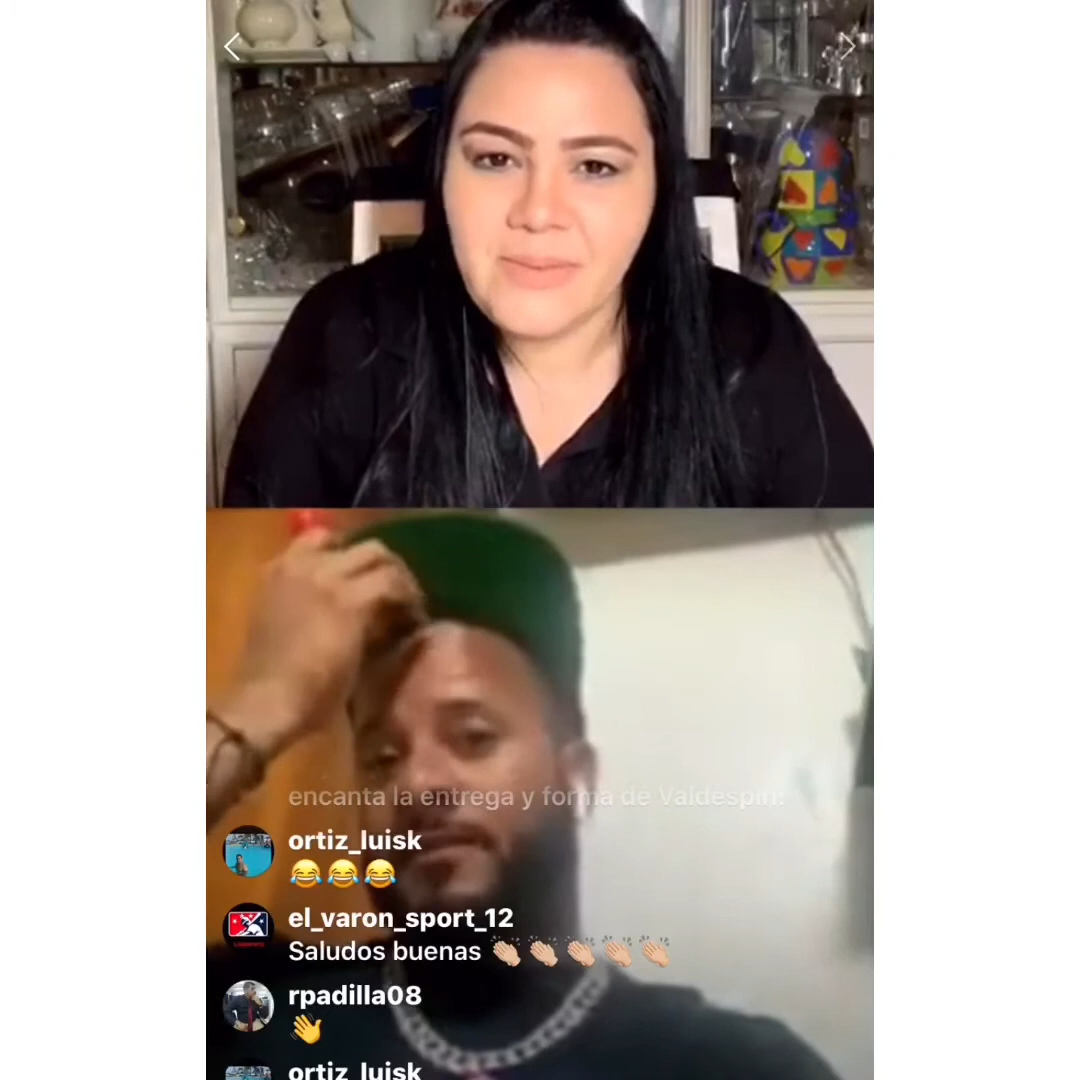 encanta la entrega y forma de Valdespin:
ortiz_luisk
😂😂😂
el_varon_sport_12
Saludos buenas 👏🏻👏🏻👏🏻👏🏻👏🏻
rpadilla08
👋
ortiz_luisk